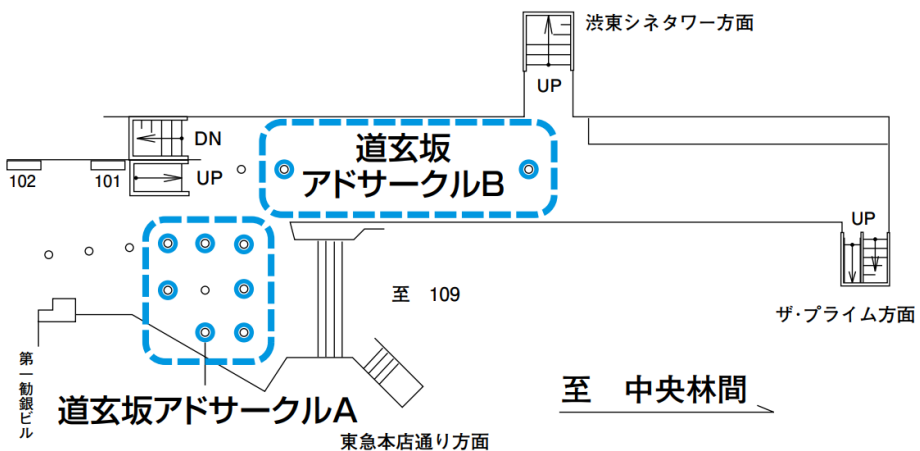 渋東シネタワー方面
UP
DN
道玄坂
アドサークルB
102
101
UP
UP
至 109
ザ・プライム方面
第一勧銀ビル
道玄坂アドサークルA
至 中央林間
東急本店通り方面